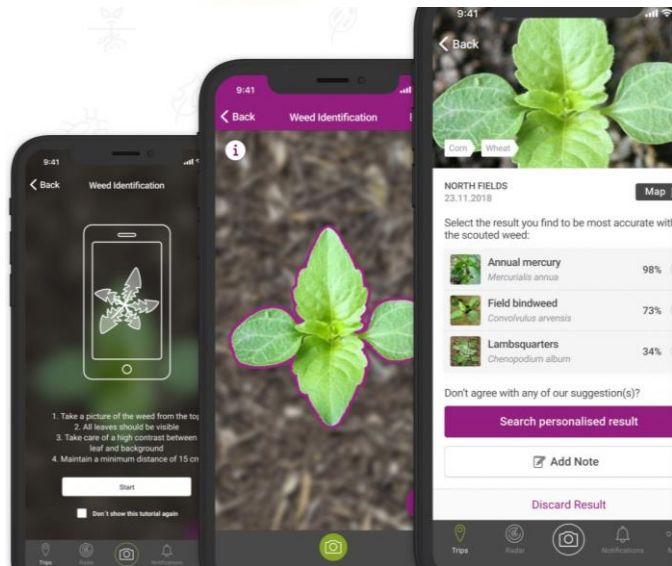 9:41
Back
Weed Identification
1. Take a picture of the weed from the top
2. All leaves should be visible
3. Take care of a high contrast between
leaf and background
4. Maintain a minimum distance of 15 cm
Start
Don´t show this tutorial again
Trips
Radar
Notifications
9:41
Back
Weed Identification
i
9:41
Back
Corn
Wheat
NORTH FIELDS
23.11.2018
Map
Select the result you find to be most accurate with
the scouted weed:
Annual mercury
Mercurialis annua
98%
Field bindweed
Convolvulus arvensis
73%
Lambsquarters
Chenopodium album
34%
Don't agree with any of our suggestion(s)?
Search personalised result
Add Note
Discard Result
Trips
Radar
Notifications